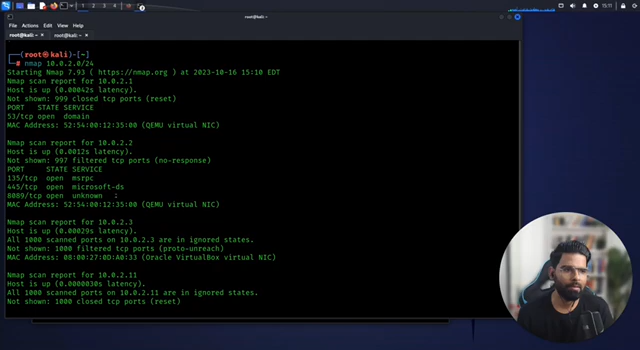 1 2 3 4
15:11
root@kali: ~
File Actions Edit View Help
root@kali: ~ × root@kali: ~ ×
┌──(root㉿kali)-[~]
└─# nmap 10.0.2.0/24
Starting Nmap 7.93 ( https://nmap.org ) at 2023-10-16 15:10 EDT
Nmap scan report for 10.0.2.1
Host is up (0.00042s latency).
Not shown: 999 closed tcp ports (reset)
PORT STATE SERVICE
53/tcp open domain
MAC Address: 52:54:00:12:35:00 (QEMU virtual NIC)
Nmap scan report for 10.0.2.2
Host is up (0.0012s latency).
Not shown: 997 filtered tcp ports (no-response)
PORT STATE SERVICE
135/tcp open msrpc
445/tcp open microsoft-ds
8089/tcp open unknown
MAC Address: 52:54:00:12:35:00 (QEMU virtual NIC)
Nmap scan report for 10.0.2.3
Host is up (0.00029s latency).
All 1000 scanned ports on 10.0.2.3 are in ignored states.
Not shown: 1000 filtered tcp ports (proto-unreach)
MAC Address: 08:00:27:0D:A0:33 (Oracle VirtualBox virtual NIC)
Nmap scan report for 10.0.2.11
Host is up (0.0000030s latency).
All 1000 scanned ports on 10.0.2.11 are in ignored states.
Not shown: 1000 closed tcp ports (reset)